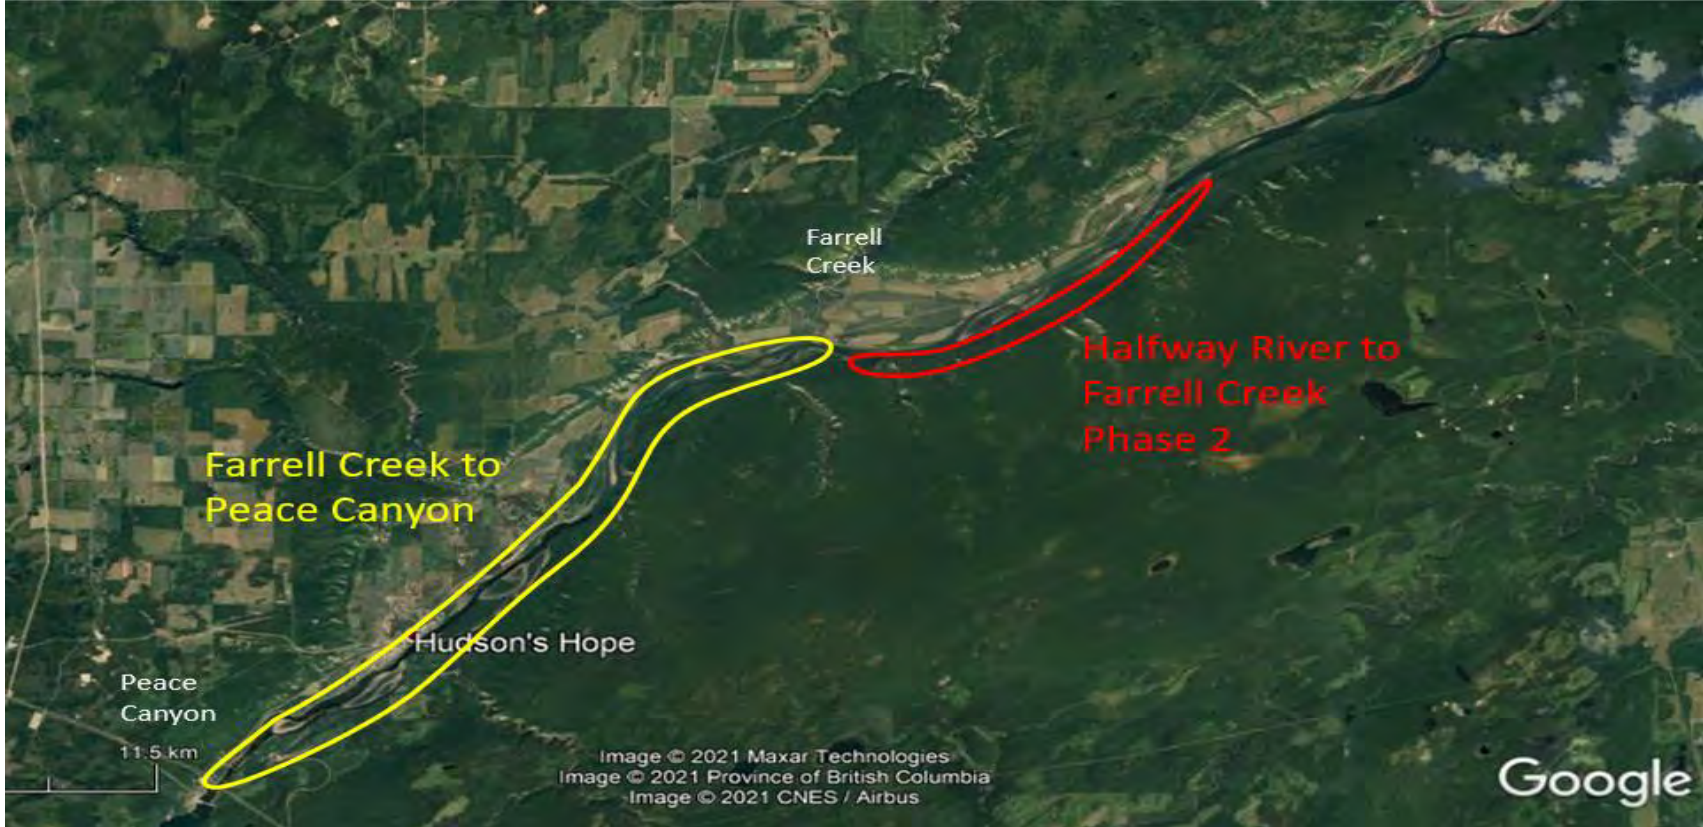 Farrell
Creek
Halfway River to
Farrell Creek
Phase 2
Farrell Creek to
Peace Canyon
Hudson's Hope
Peace
Canyon
11.5 km
Image © 2021 Maxar Technologies
Image © 2021 Province of British Columbia
Image © 2021 CNES / Airbus
Google